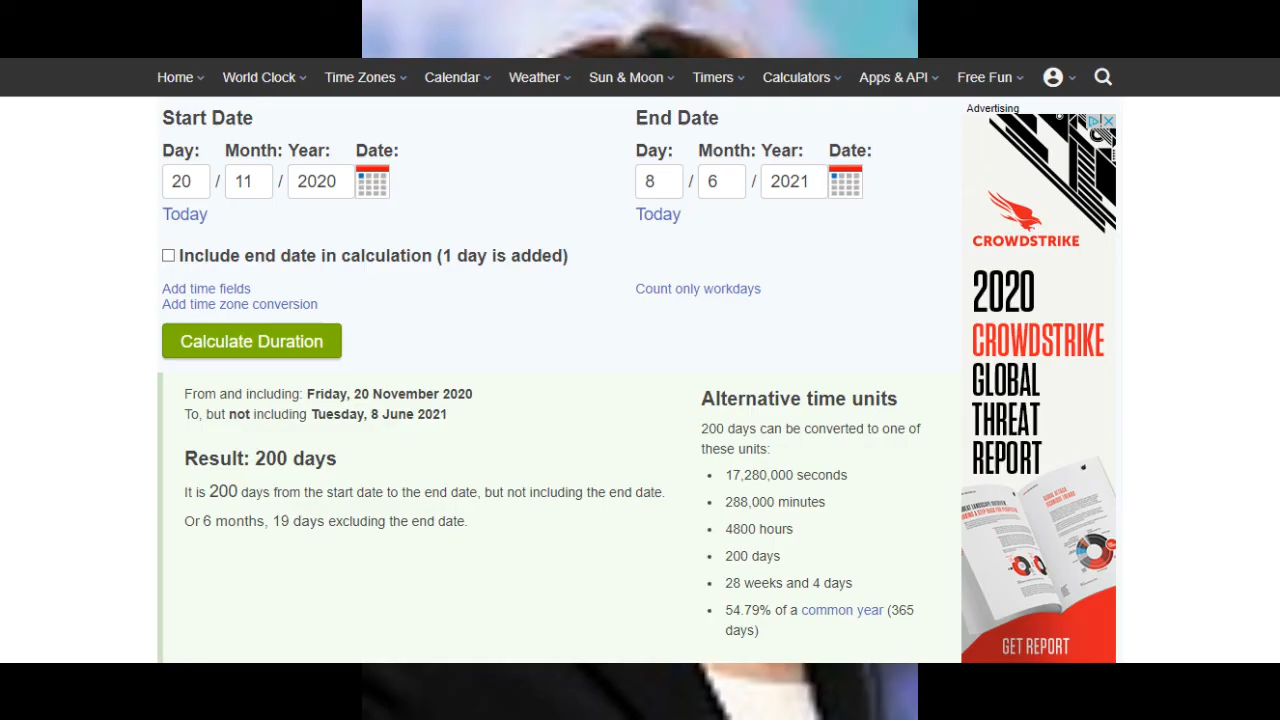 Home World Clock Time Zones Calendar Weather Sun & Moon Timers Calculators Apps & API Free Fun
Start Date
Day: Month: Year: Date:
20 / 11 / 2020
Today
End Date
Day: Month: Year: Date:
8 / 6 / 2021
Today
Include end date in calculation (1 day is added)
Add time fields
Add time zone conversion
Count only workdays
Calculate Duration
From and including: Friday, 20 November 2020
To, but not including Tuesday, 8 June 2021
Result: 200 days
It is 200 days from the start date to the end date, but not including the end date.
Or 6 months, 19 days excluding the end date.
Alternative time units
200 days can be converted to one of
these units:
17,280,000 seconds
288,000 minutes
4800 hours
200 days
28 weeks and 4 days
54.79% of a common year (365
days)
Advertising
CROWDSTRIKE
2020
CROWDSTRIKE
GLOBAL
THREAT
REPORT
GET REPORT